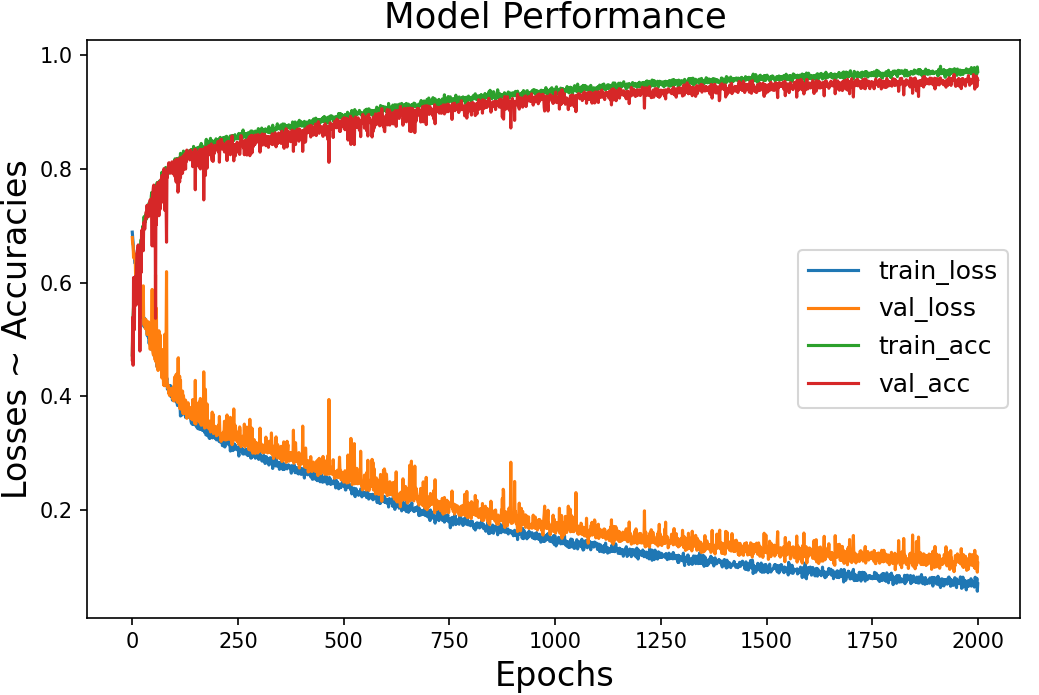 Model Performance
Losses ~ Accuracies
1.0
0.8
0.6
0.4
0.2
train_loss
val_loss
train_acc
val_acc
0 250 500 750 1000 1250 1500 1750 2000
Epochs